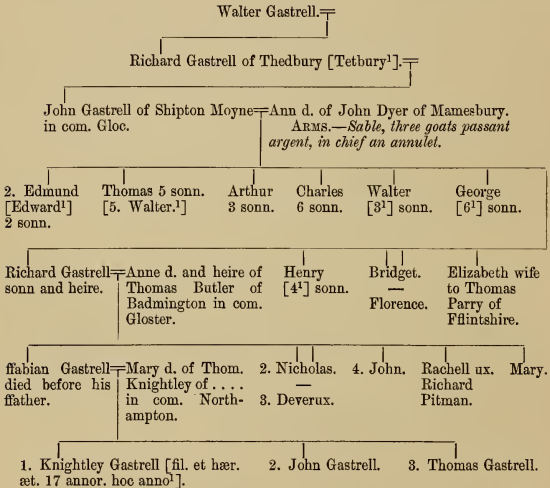 Walter Gastrell.
Richard Gastrell of Thedbury [Tetbury¹].
John Gastrell of Shipton Moyne
in com. Gloc.
Ann d. of John Dyer of Mamesbury.
ARMS.—Sable, three goats passant
argent, in chief an annulet.
2. Edmund
[Edward¹]
2 sonn.
Thomas 5 sonn.
[5. Walter.¹]
Arthur
3 sonn.
Charles
6 sonn.
Walter
[3¹] sonn.
George
[6¹] sonn.
Richard Gastrell
sonn and heire.
Anne d. and heire of
Thomas Butler of
Badmington in com.
Gloster.
Henry
[4¹] sonn.
Bridget.
—
Florence.
Elizabeth wife
to Thomas
Parry of
Fflintshire.
ffabian Gastrell
died before his
ffather.
Mary d. of Thom.
Knightley of . . . .
in com. North-
ampton.
2. Nicholas.
—
3. Deverux.
4. John.
Rachell ux.
Richard
Pitman.
Mary.
1. Knightley Gastrell [fil. et hær.
æt. 17 annor. hoc anno¹].
2. John Gastrell.
3. Thomas Gastrell.